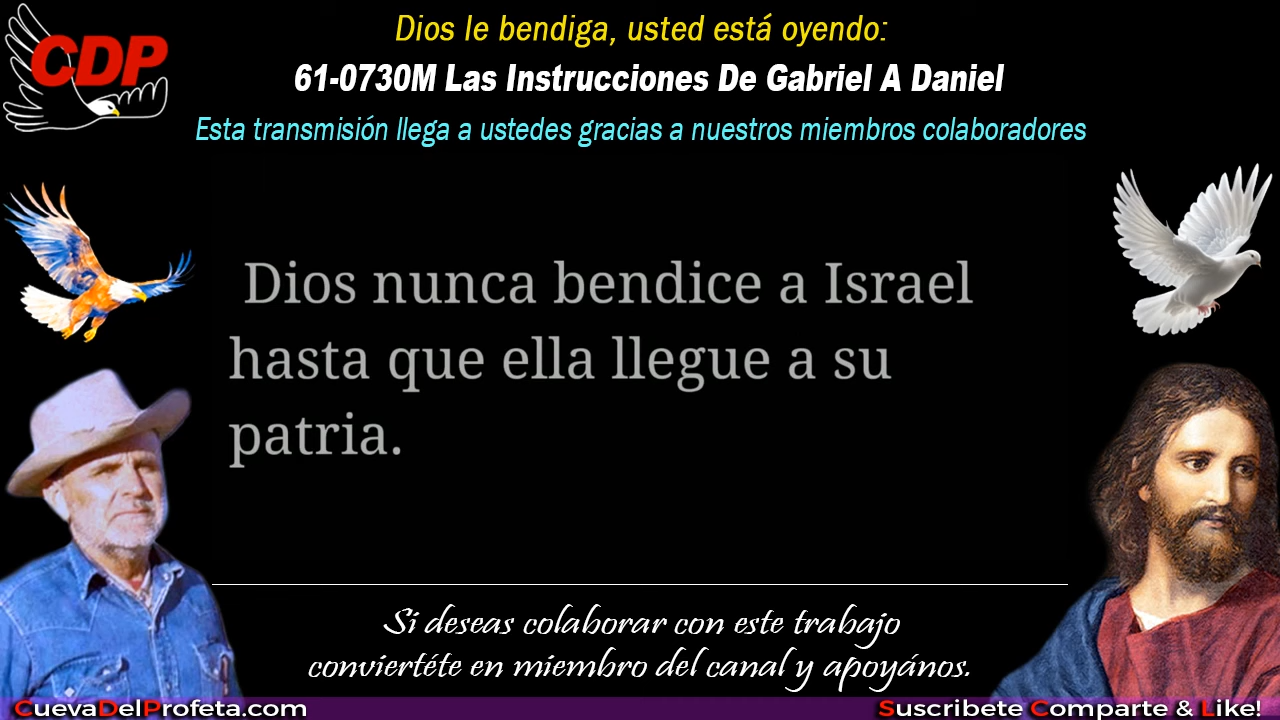 CDP
Dios le bendiga, usted está oyendo:
61-0730M Las Instrucciones De Gabriel A Daniel
Esta transmisión llega a ustedes gracias a nuestros miembros colaboradores
Dios nunca bendice a Israel
hasta que ella llegue a su
patria.
Si deseas colaborar con este trabajo
conviertéte en miembro del canal y apoyános.
CuevaDelProfeta.com
Suscribete Comparte & Like!